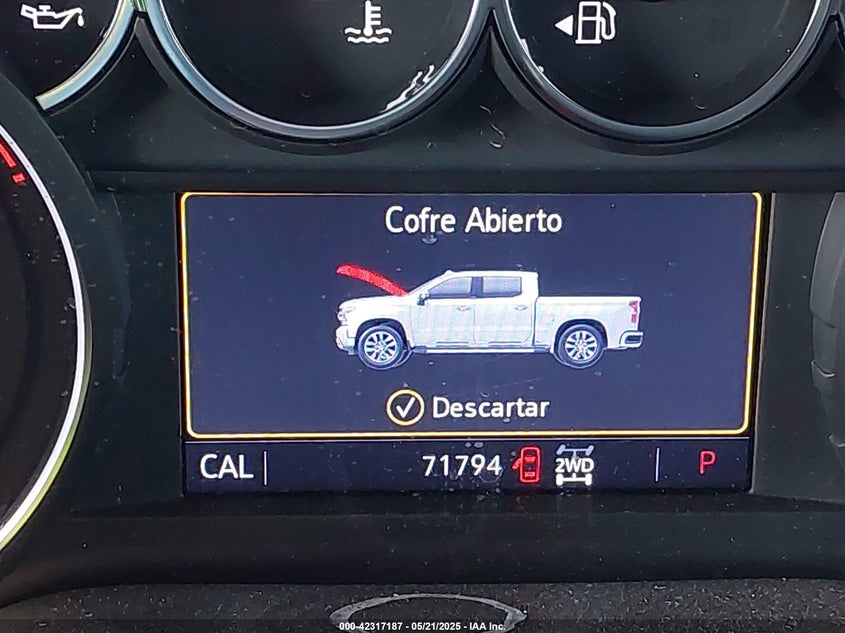 Cofre Abierto
Descartar
CAL 71794 2WD P
000-42317187 - 05/21/2025 - IAA Inc.